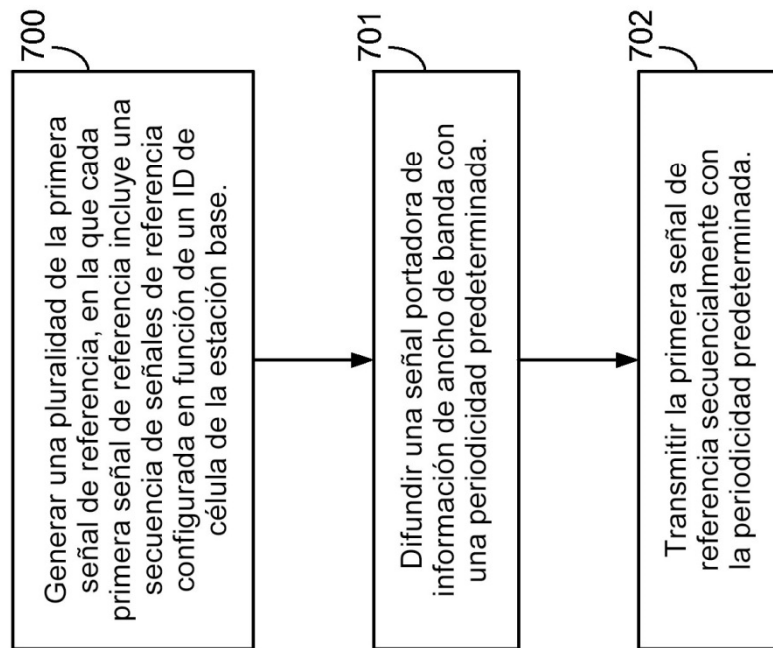 700
Generar una pluralidad de la primera
señal de referencia, en la que cada
primera señal de referencia incluye una
secuencia de señales de referencia
configurada en función de un ID de
célula de la estación base.
701
Difundir una señal portadora de
información de ancho de banda con
una periodicidad predeterminada.
702
Transmitir la primera señal de
referencia secuencialmente con
la periodicidad predeterminada.